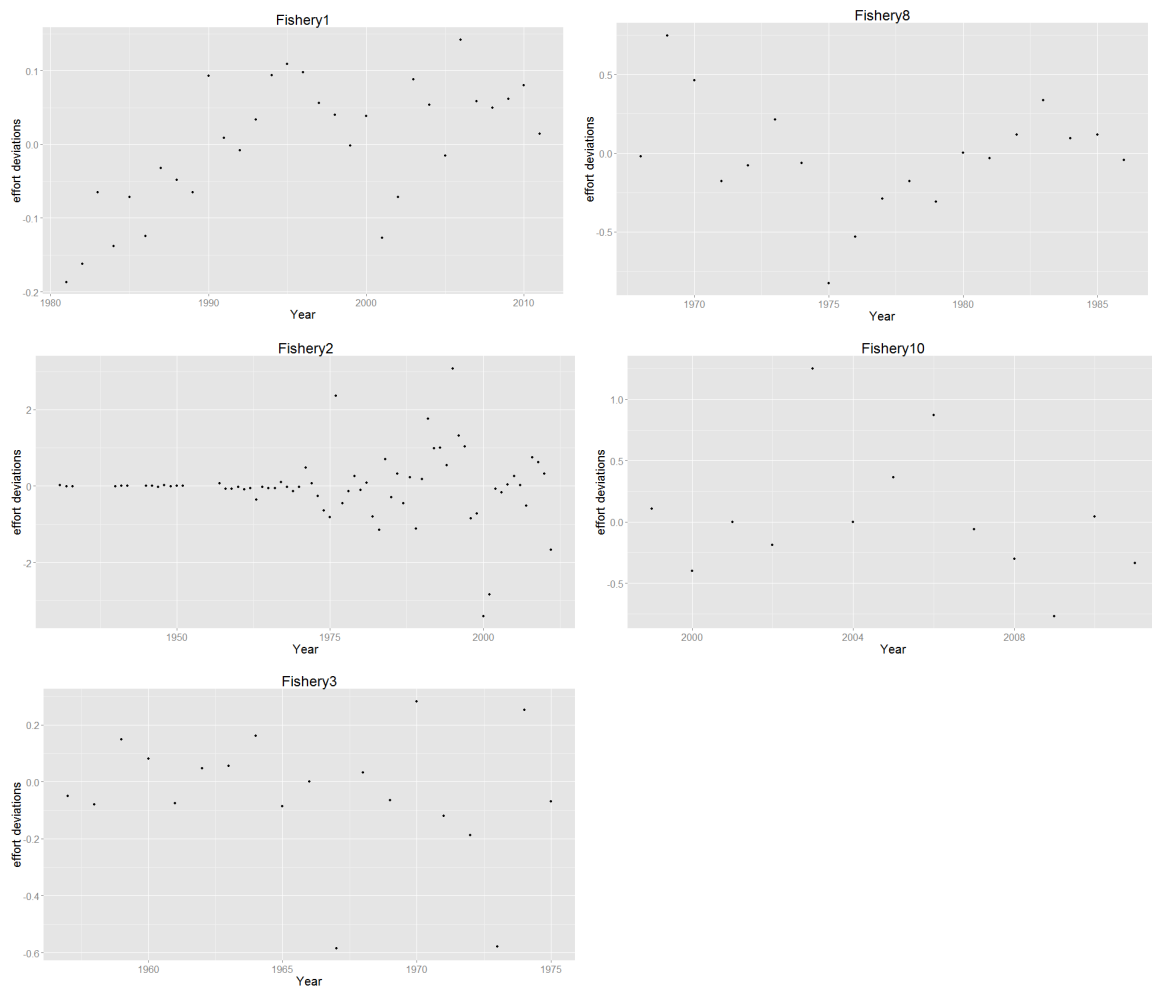 Fishery1
effort deviations
0.1
0.0
-0.1
-0.2
1980 1990 2000 2010
Year
Fishery8
effort deviations
0.5
0.0
-0.5
1970 1975 1980 1985
Year
Fishery2
effort deviations
2
0
-2
1950 1975 2000
Year
Fishery10
effort deviations
1.0
0.5
0.0
-0.5
2000 2004 2008
Year
Fishery3
effort deviations
0.2
0.0
-0.2
-0.4
-0.6
1960 1965 1970 1975
Year